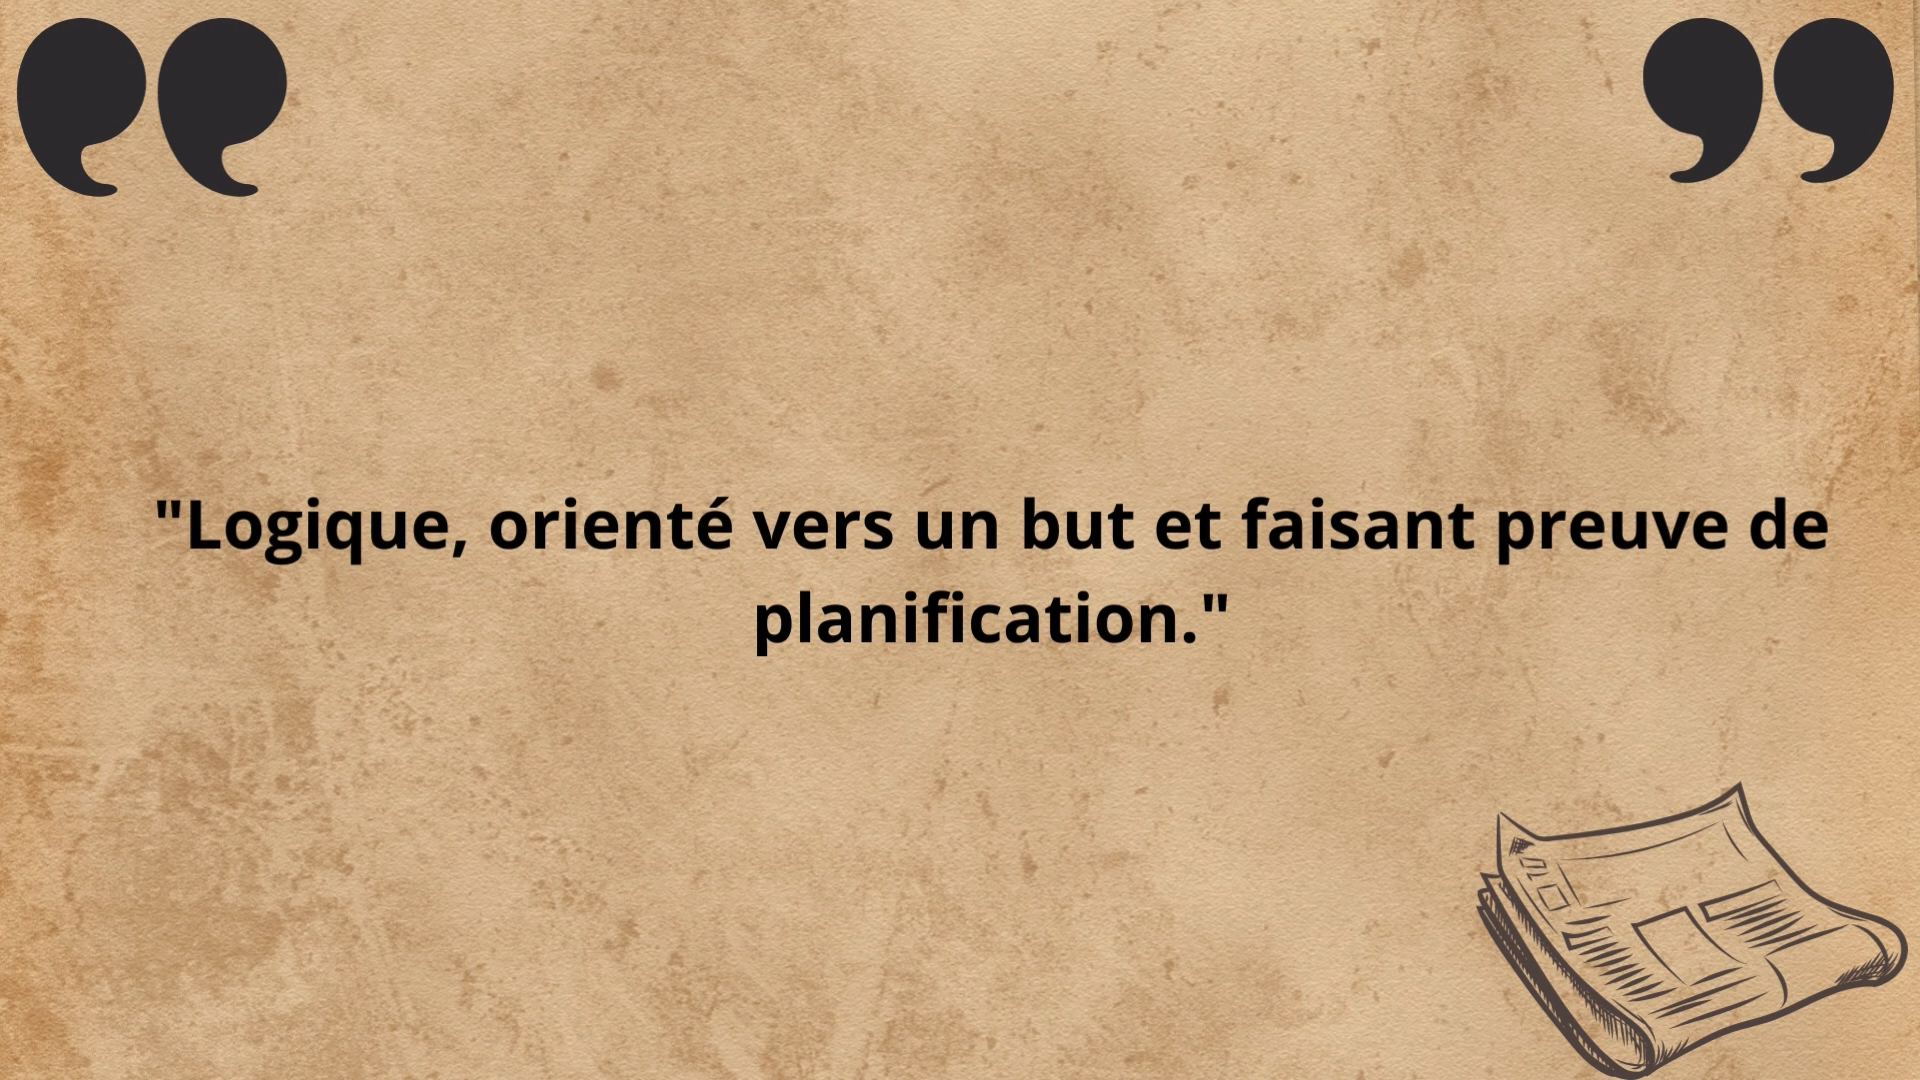 "Logique, orienté vers un but et faisant preuve de
planification."